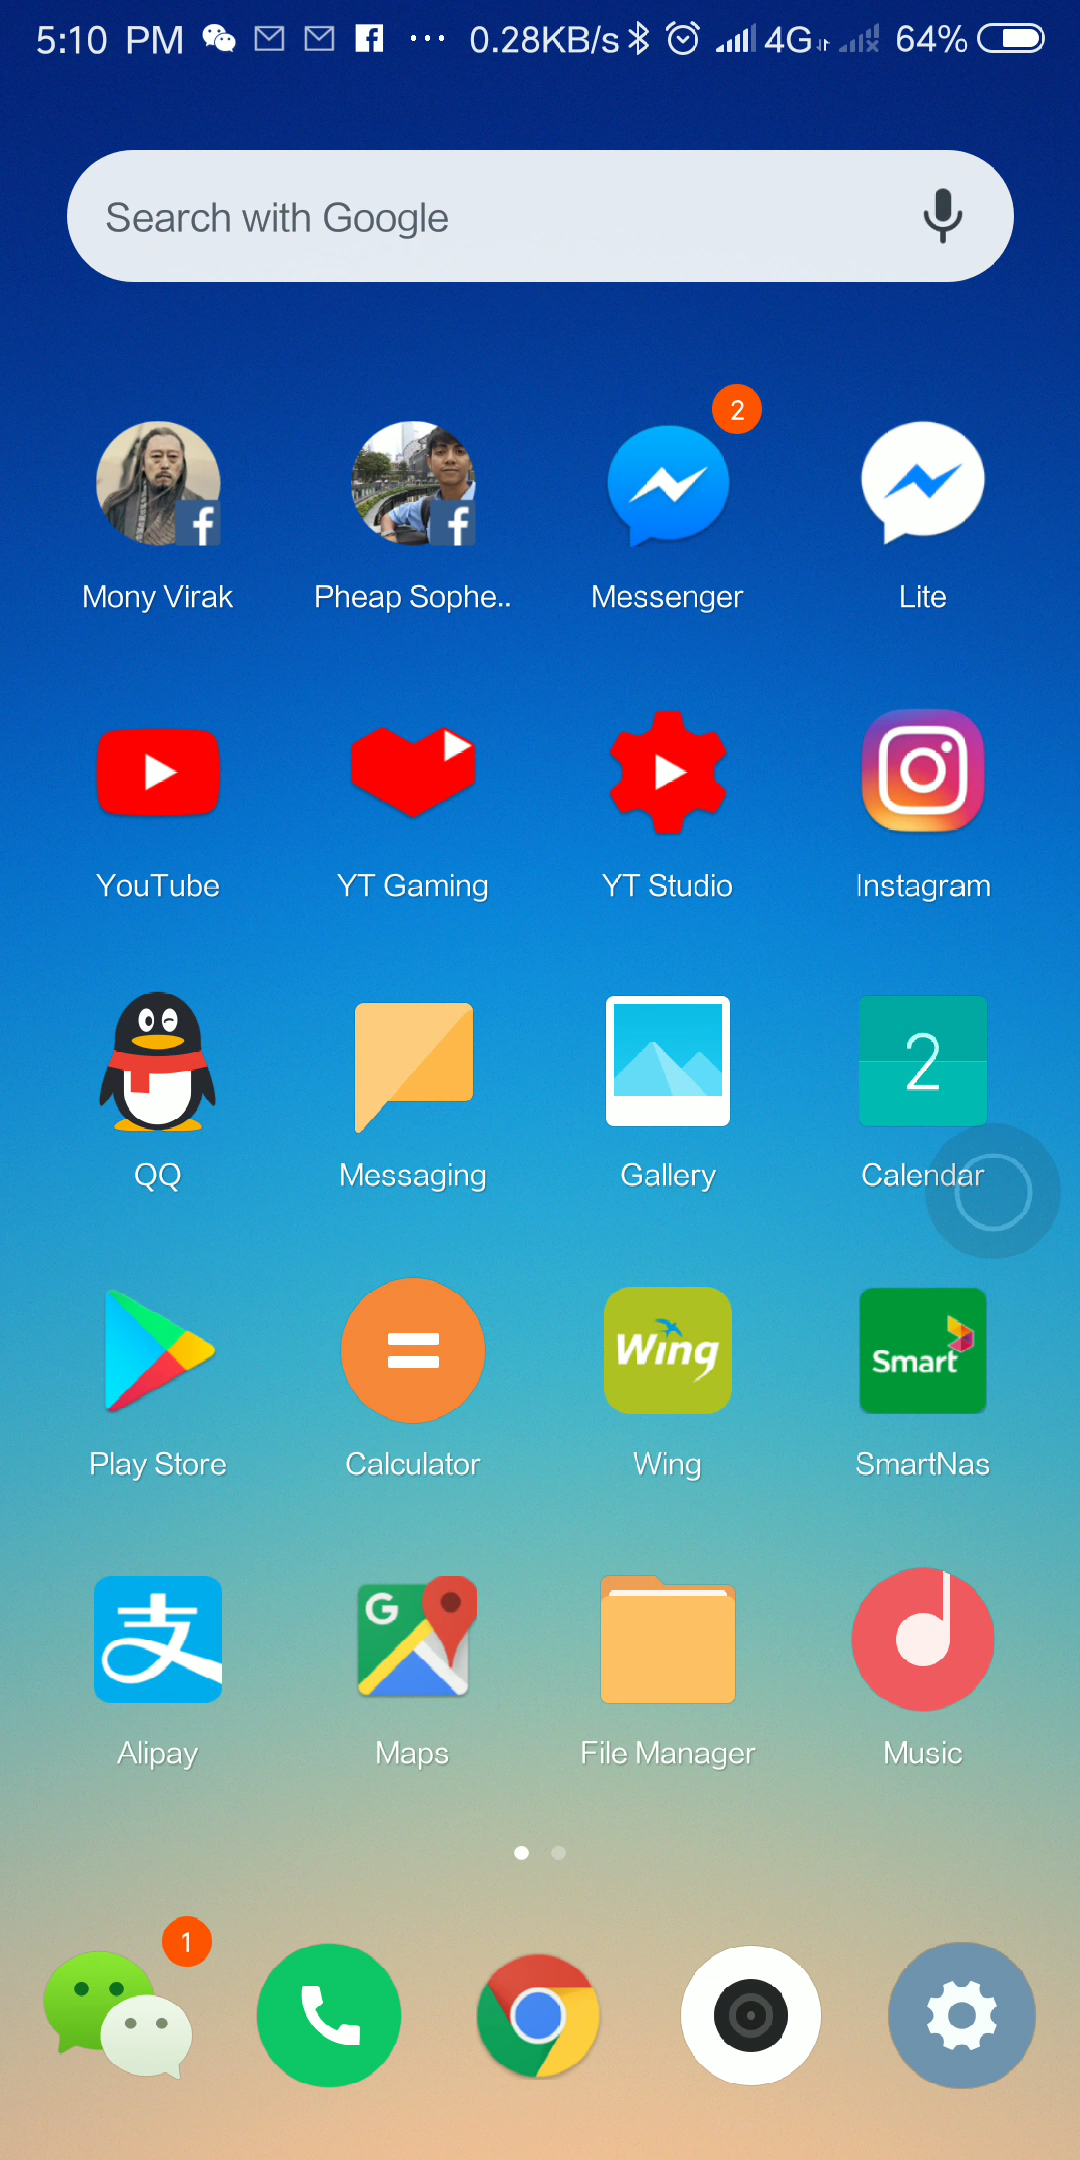 5:10 PM ... 0.28KB/s 4G 64%
Search with Google
2
Mony Virak Pheap Sophe.. Messenger Lite
YouTube YT Gaming YT Studio Instagram
2
QQ Messaging Gallery Calendar
Wing Smart
Play Store Calculator Wing SmartNas
支 G
Alipay Maps File Manager Music
1